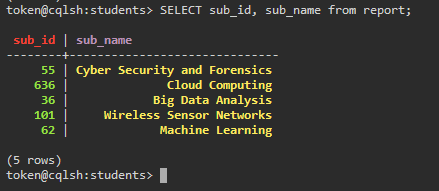 token@cqlsh:students> SELECT sub_id, sub_name from report;
sub_id | sub_name
--------+---------------------------
55 | Cyber Security and Forensics
636 | Cloud Computing
36 | Big Data Analysis
101 | Wireless Sensor Networks
62 | Machine Learning
(5 rows)
token@cqlsh:students>